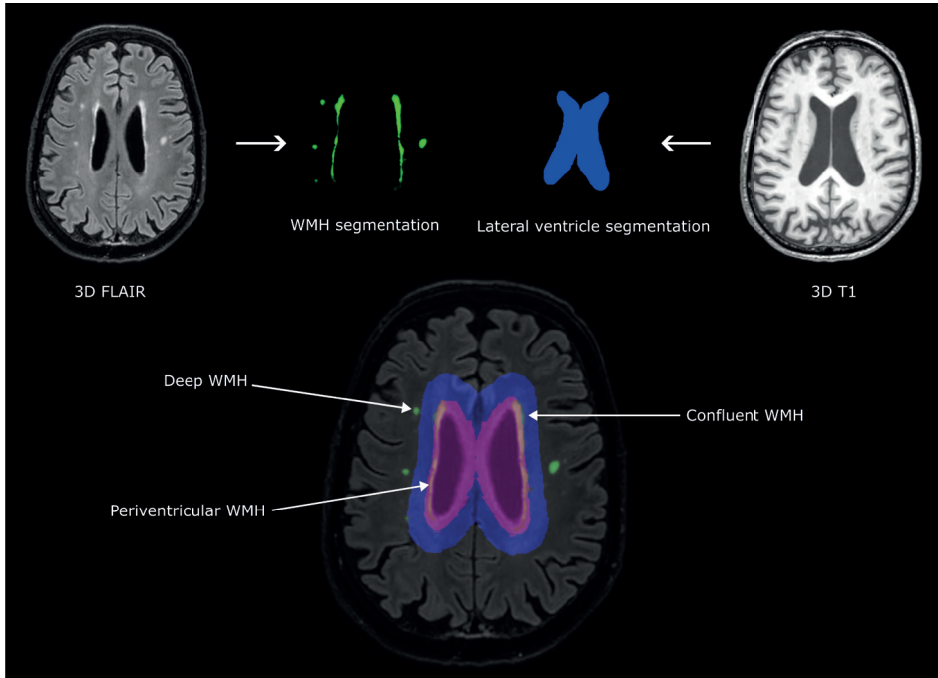 WMH segmentation
Lateral ventricle segmentation
3D FLAIR
3D T1
Deep WMH
Confluent WMH
Periventricular WMH